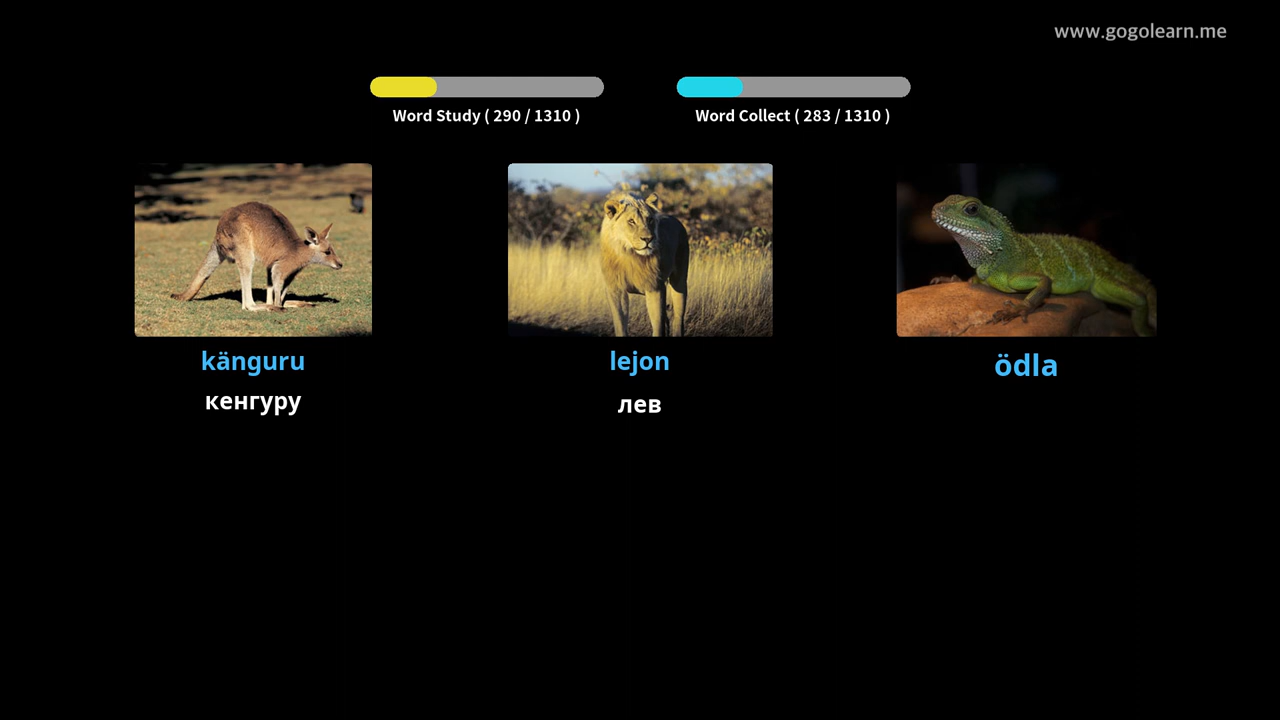 www.gogolearn.me
Word Study ( 290 / 1310 )
Word Collect ( 283 / 1310 )
känguru
lejon
ödla
кенгуру
лев